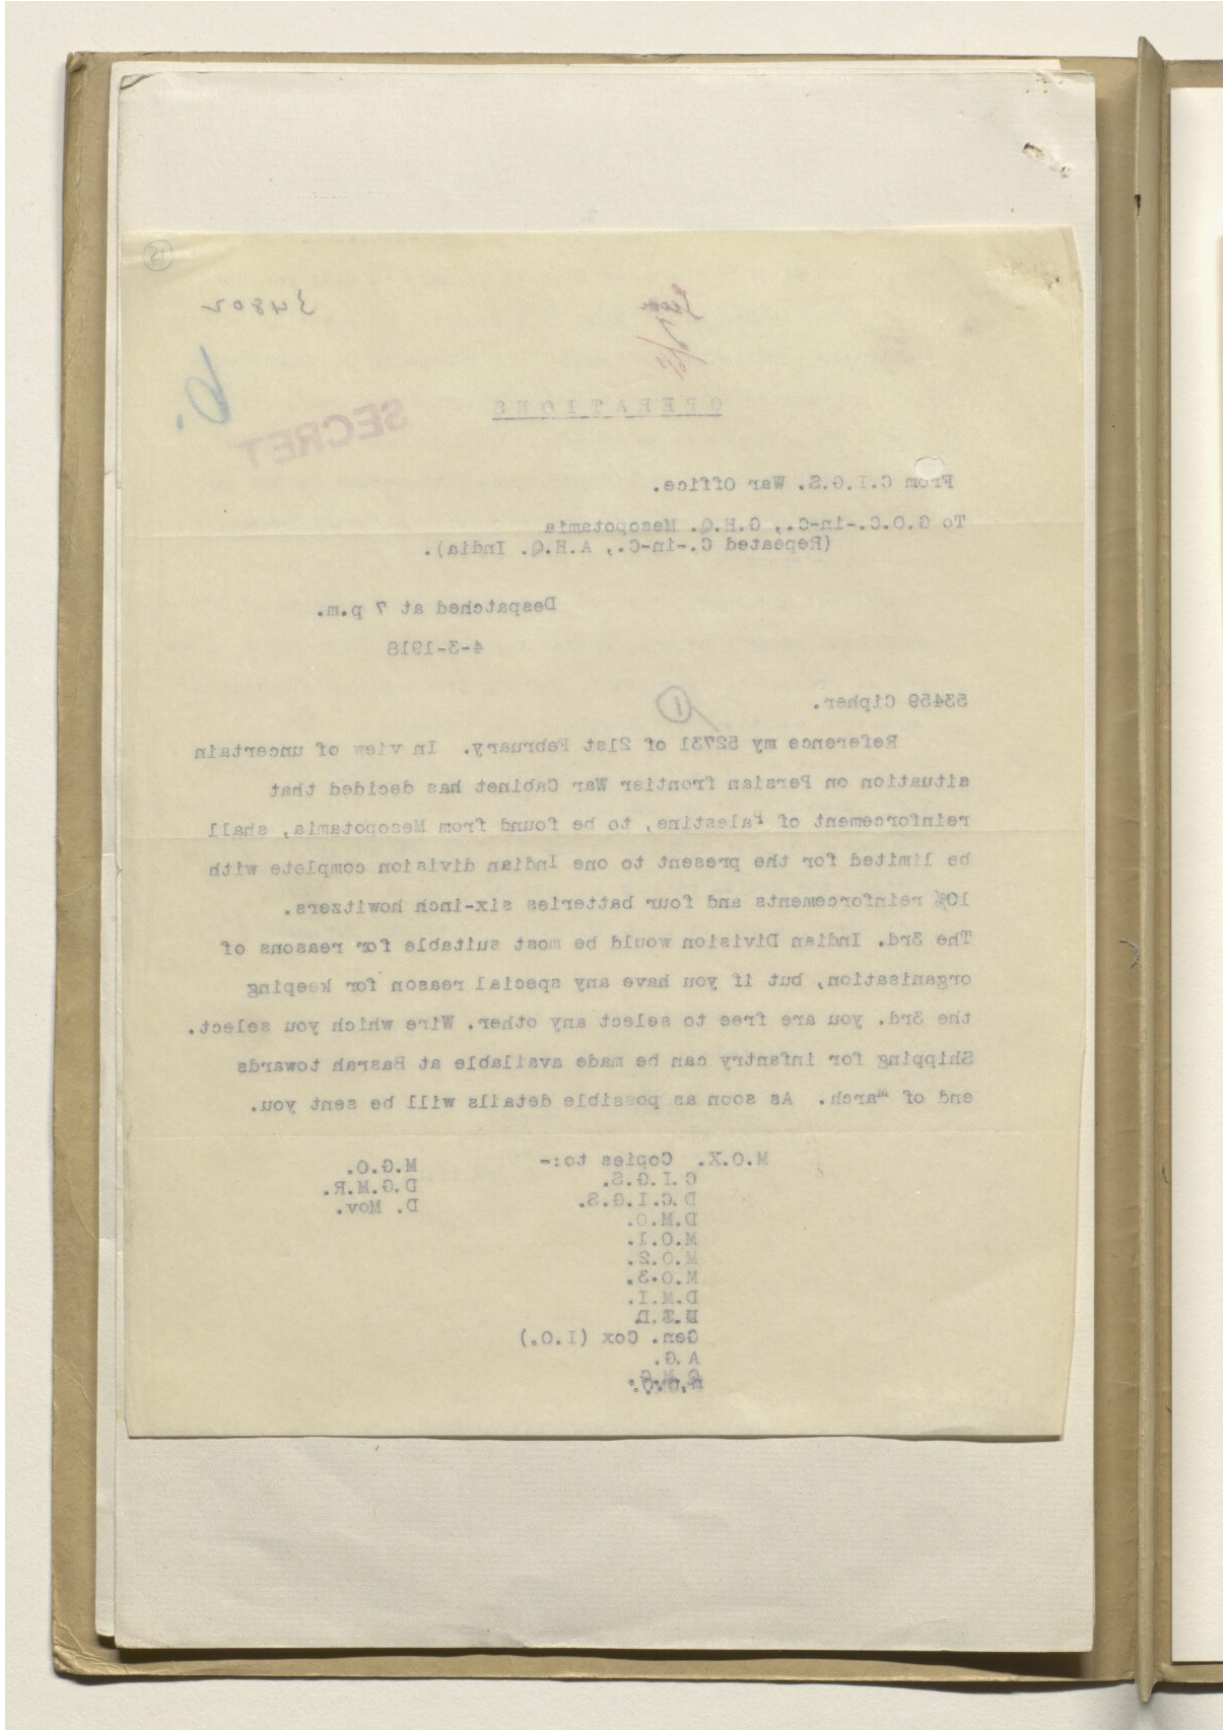 15
34802
6.
SECRET
OPERATIONS
From C.I.G.S. War Office.
To G.O.C.-in-C., G.H.Q. Mesopotamia
(Repeated C.-in-C., A.H.Q. India).
Despatched at 7 p.m.
4-3-1918
53459 Cipher.
1
Reference my 52731 of 21st February. In view of uncertain
situation on Persian frontier War Cabinet has decided that
reinforcement of Palestine, to be found from Mesopotamia, shall
be limited for the present to one Indian division complete with
10% reinforcements and four batteries six-inch howitzers.
The 3rd. Indian Division would be most suitable for reasons of
organisation, but if you have any special reason for keeping
the 3rd. you are free to select any other. Wire which you select.
Shipping for infantry can be made available at Basrah towards
end of March. As soon as possible details will be sent you.
M.O.X. Copies to:-
C.I.G.S.
D.C.I.G.S.
D.M.O.
M.O.1.
M.O.2.
M.O.3.
D.M.I.
Gen. Cox (I.O.)
A.G.
M.G.O.
D.G.M.R.
D. Mov.